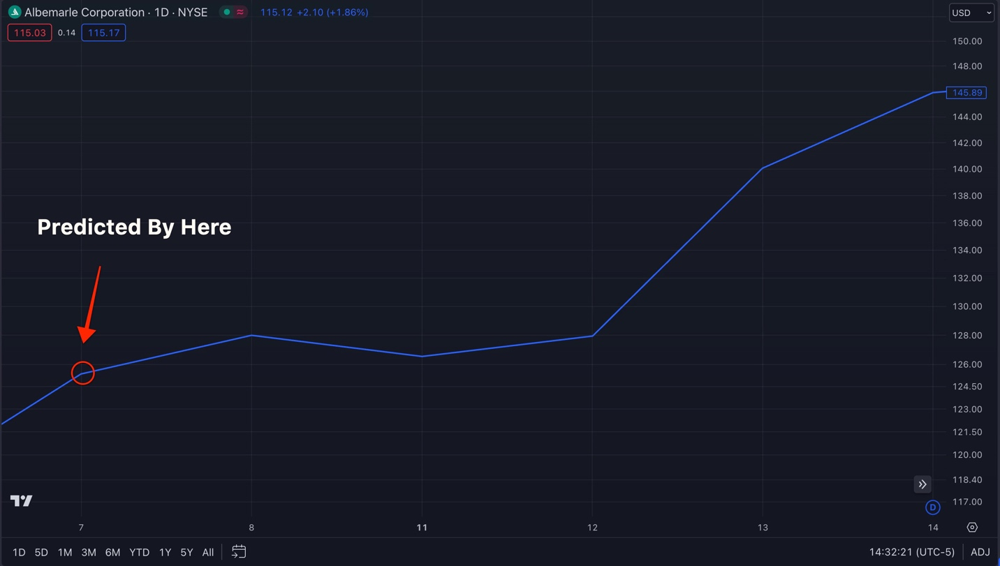 Albemarle Corporation · 1D · NYSE 115.12 +2.10 (+1.86%)
USD
115.03 0.14 115.17
150.00
148.00
145.89
144.00
142.00
140.00
138.00
136.00
Predicted By Here
134.00
132.00
130.00
128.00
126.00
124.50
123.00
121.50
120.00
118.40
117.00
D
7 8 11 12 13 14
1D 5D 1M 3M 6M YTD 1Y 5Y All 14:32:21 (UTC-5) ADJ